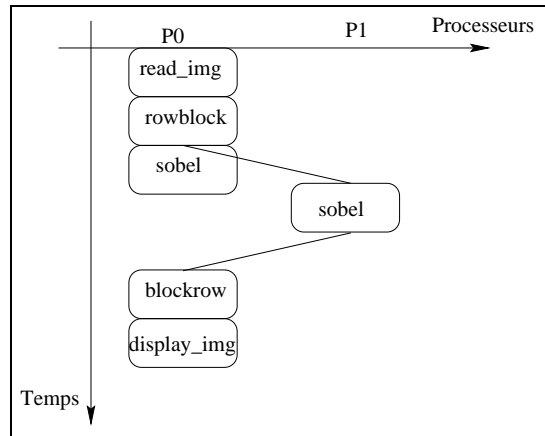 Processeurs
P0
P1
read_img
rowblock
sobel
sobel
blockrow
display_img
Temps